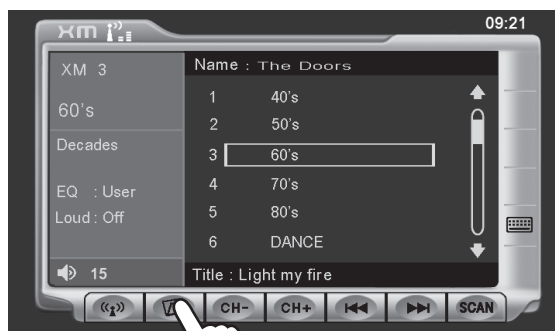 xm
09:21
XM 3
60's
Decades
EQ : User
Loud : Off
15
Name : The Doors
1 40's
2 50's
3 60's
4 70's
5 80's
6 DANCE
Title : Light my fire
CH-
CH+
SCAN